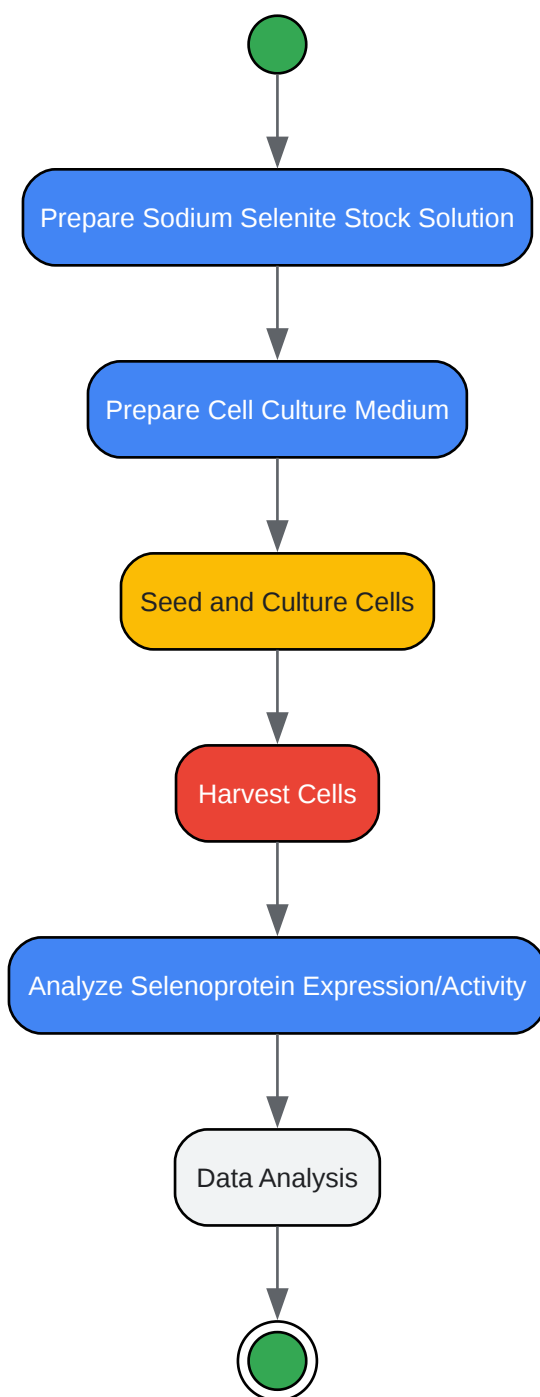 Prepare Sodium Selenite Stock Solution
Prepare Cell Culture Medium
Seed and Culture Cells
Harvest Cells
Analyze Selenoprotein Expression/Activity
Data Analysis